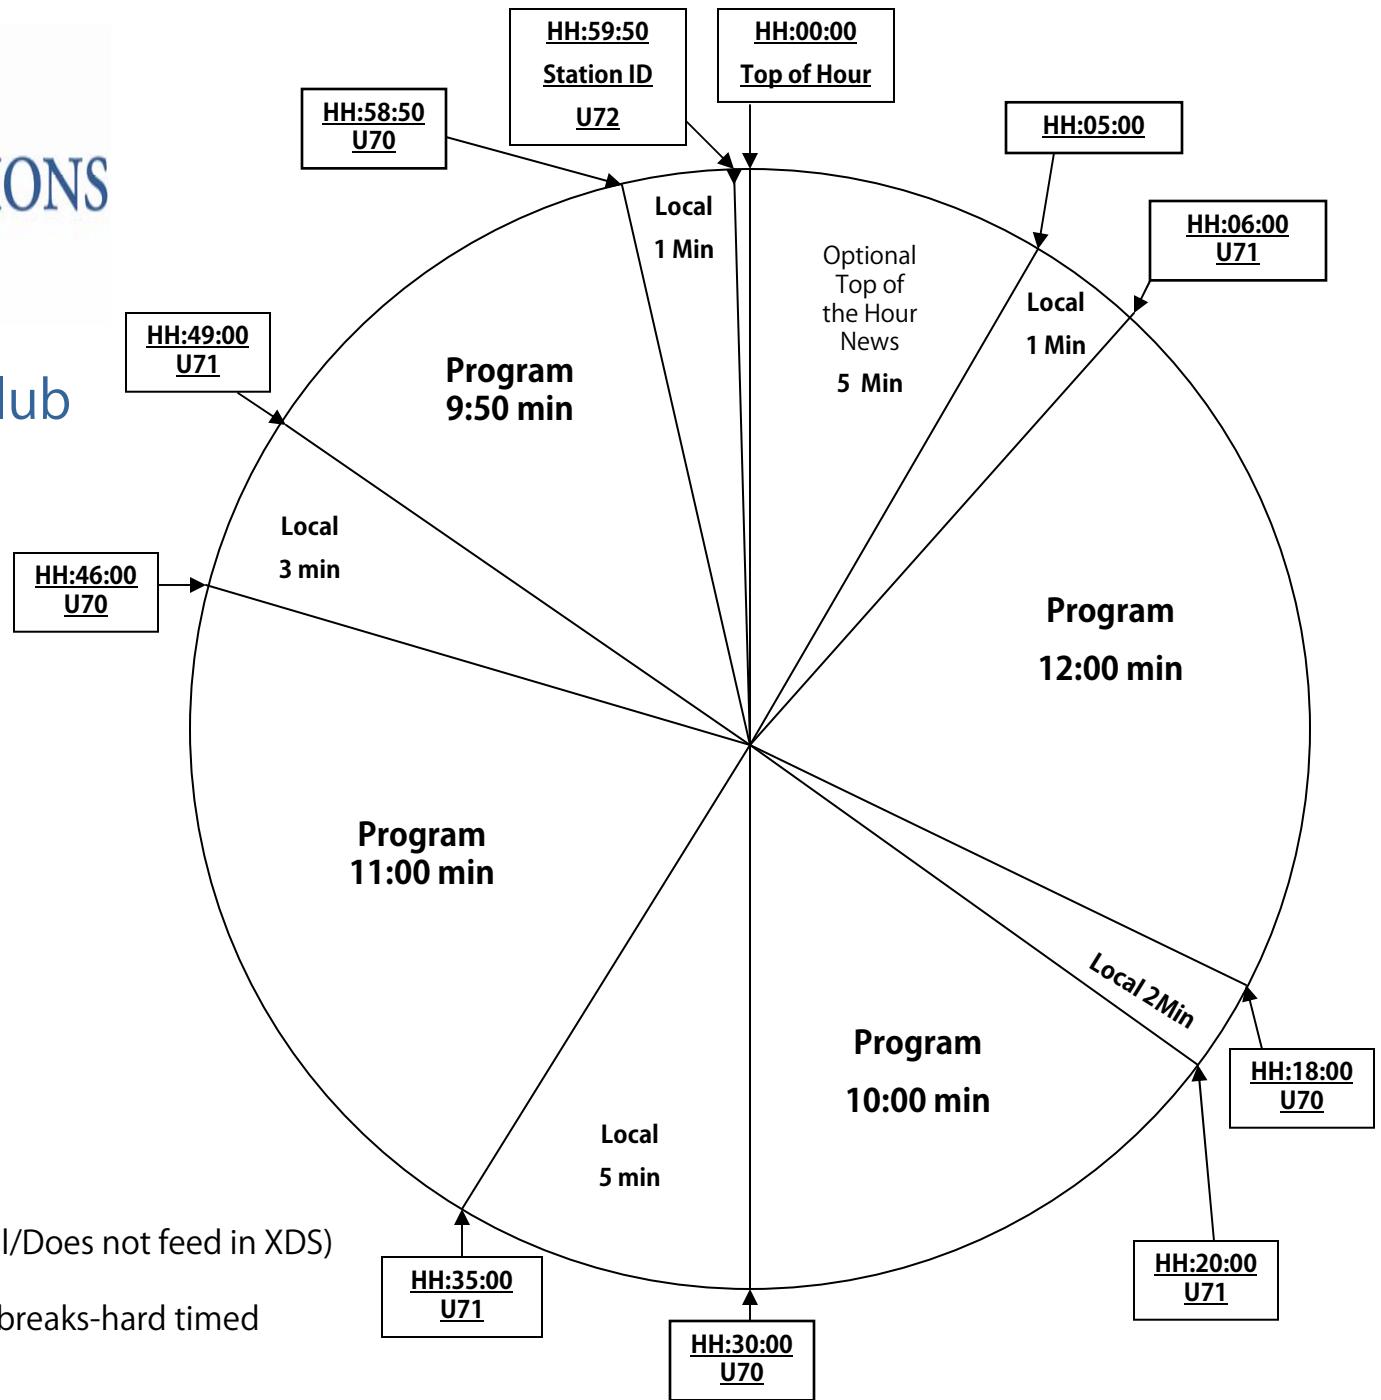 HH:59:50
Station ID
U72
HH:00:00
Top of Hour
HH:58:50
U70
HH:05:00
IONS
HH:06:00
U71
Local
1 Min
Optional
Top of
the Hour
News
5 Min
Local
1 Min
HH:49:00
U71
lub
Program
9:50 min
Local
3 min
HH:46:00
U70
Program
12:00 min
Program
11:00 min
Local 2Min
Program
10:00 min
HH:18:00
U70
Local
5 min
l/Does not feed in XDS)
HH:35:00
U71
HH:20:00
U71
breaks-hard timed
HH:30:00
U70